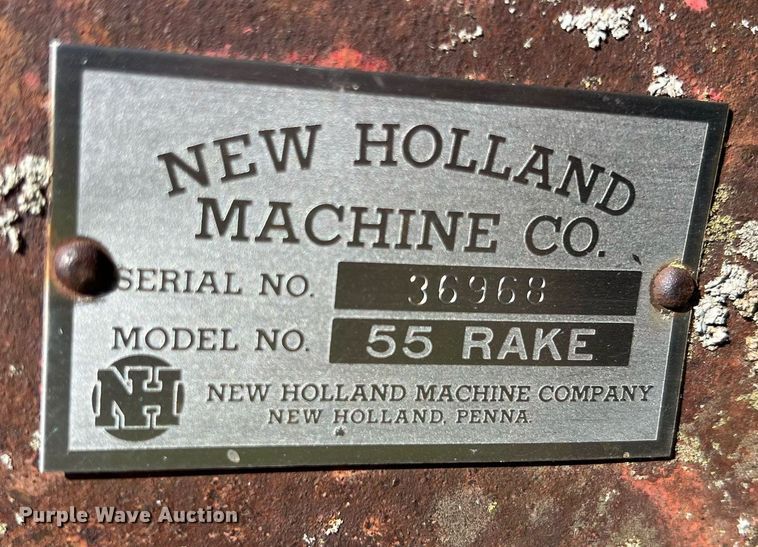 NEW HOLLAND
MACHINE CO.
SERIAL NO. 36968
MODEL NO. 55 RAKE
NH
NEW HOLLAND MACHINE COMPANY
NEW HOLLAND, PENNA.
Purple Wave Auction